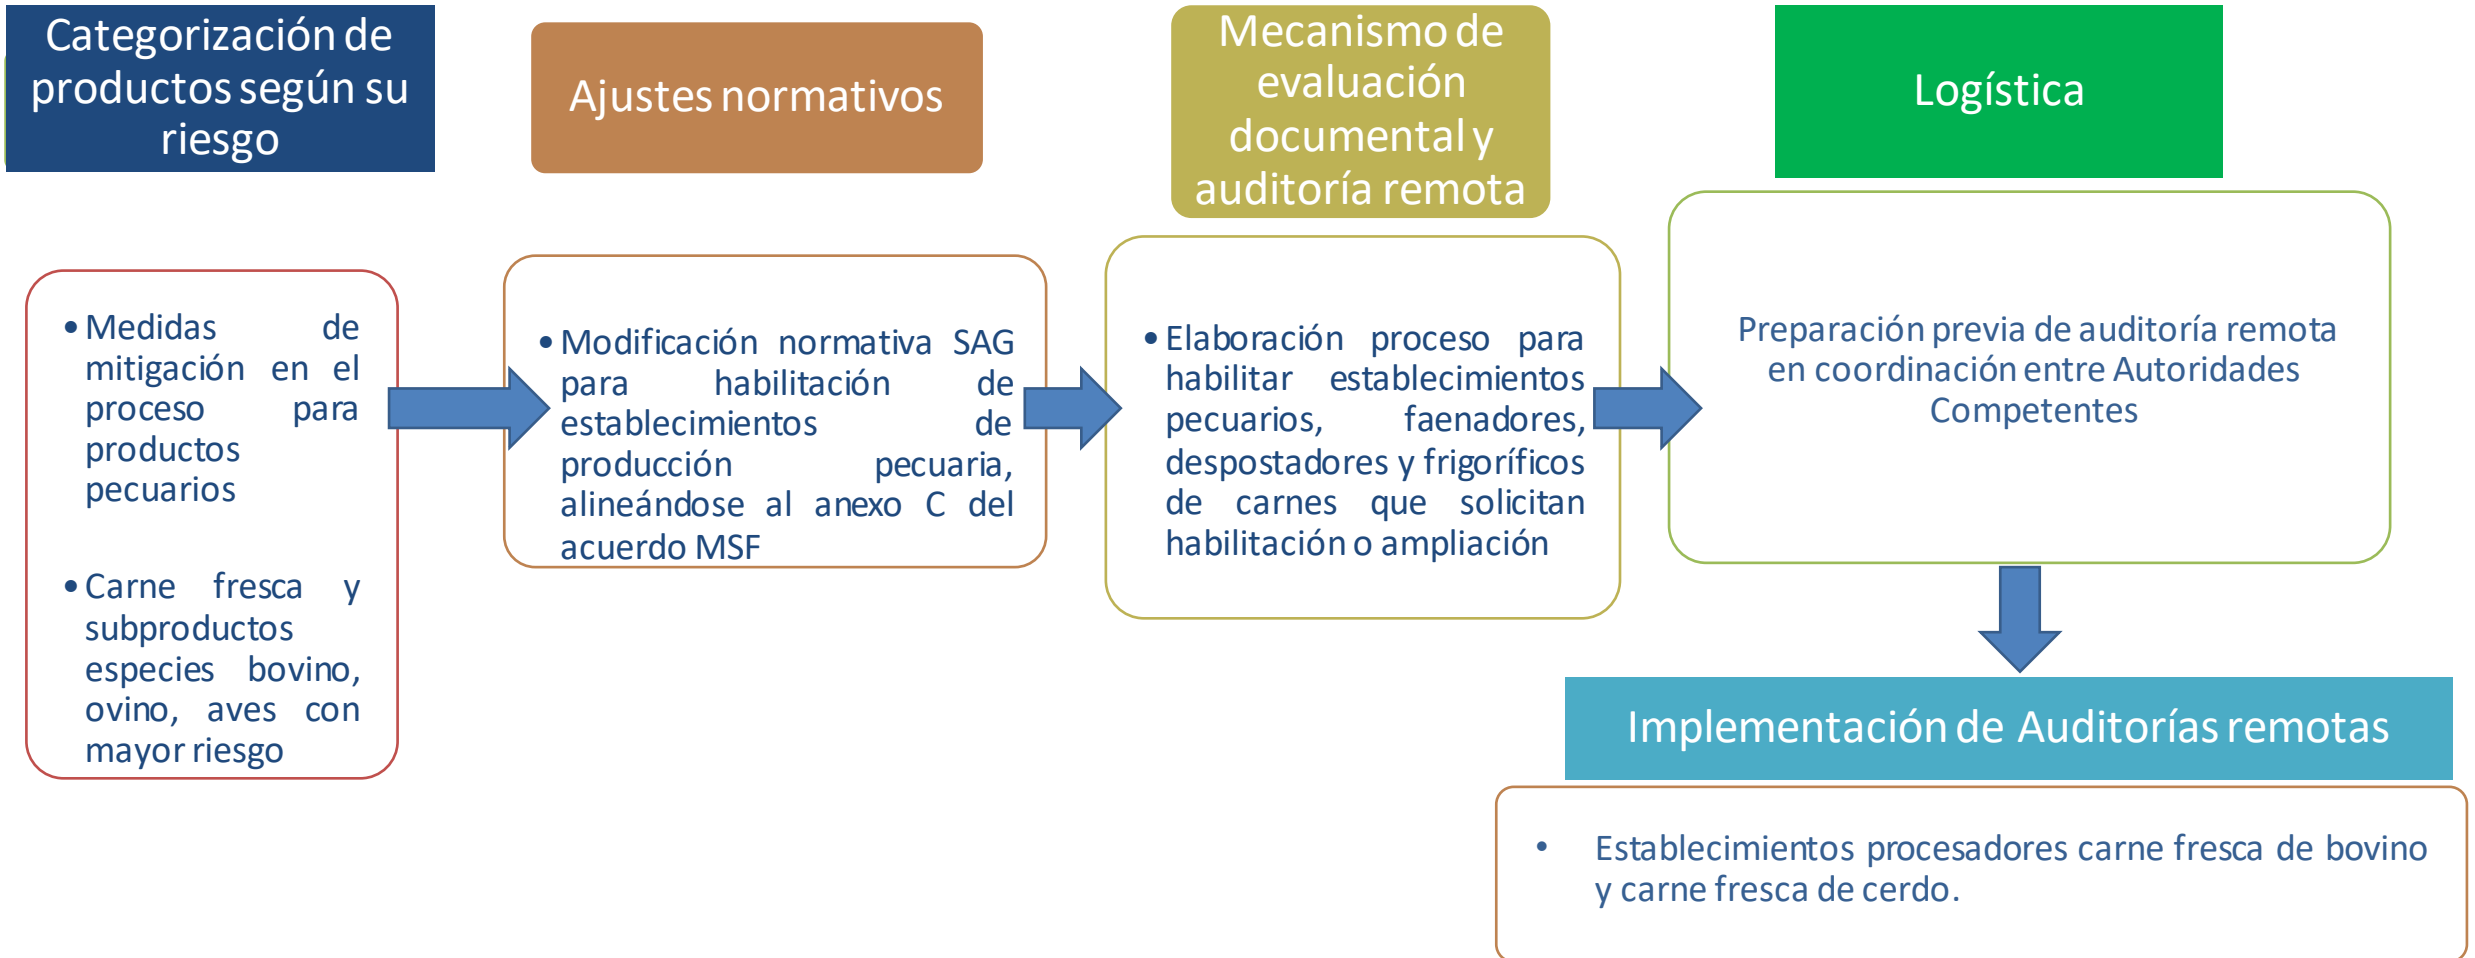 Categorización de
productos según su
riesgo
• Medidas de
mitigación en el
proceso para
productos
pecuarios
• Carne fresca y
subproductos
especies bovino,
ovino, aves con
mayor riesgo
Ajustes normativos
• Modificación normativa SAG
para habilitación de
establecimientos de
producción pecuaria,
alineándose al anexo C del
acuerdo MSF
Mecanismo de
evaluación
documental y
auditoría remota
• Elaboración proceso para
habilitar establecimientos
pecuarios, faenadores,
despostadores y frigoríficos
de carnes que solicitan
habilitación o ampliación
Logística
Preparación previa de auditoría remota
en coordinación entre Autoridades
Competentes
Implementación de Auditorías remotas
• Establecimientos procesadores carne fresca de bovino
y carne fresca de cerdo.